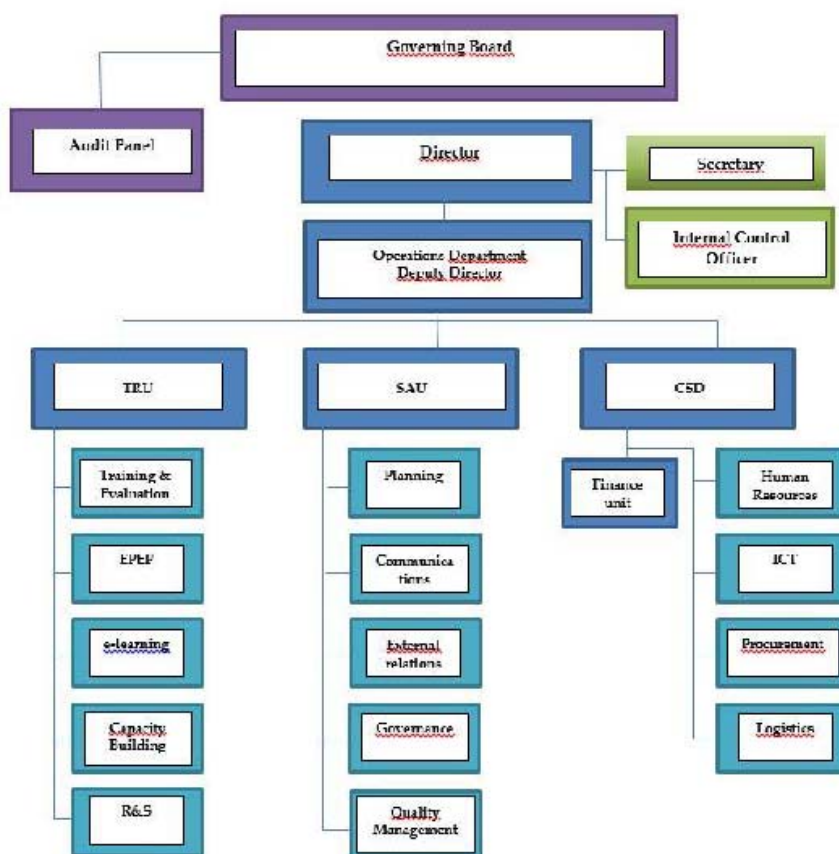 Governing Board
Audit Panel
Director
Secretary
Internal Control
Officer
Operations Department
Deputy Director
TRU
SAU
CSD
Training &
Evaluation
Planning
Finance
unit
Human
Resources
EPEP
Communica
tions
ICT
e-learning
External
relations
Procurement
Capacity
Building
Governance
Logistics
R&S
Quality
Management